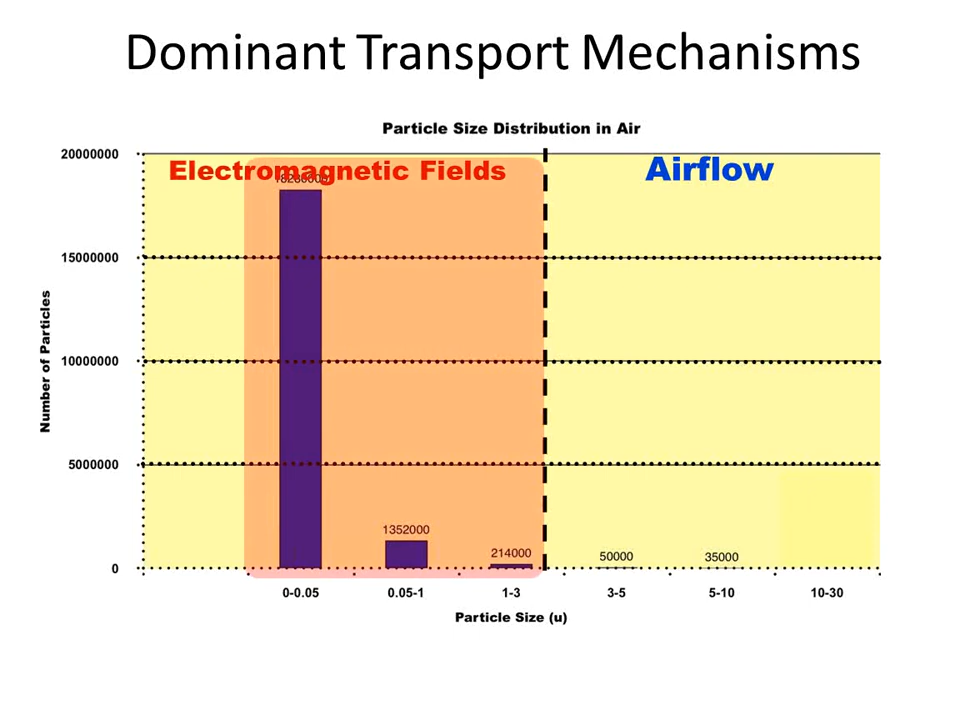 Dominant Transport Mechanisms
Particle Size Distribution in Air
Electromagnetic Fields
Airflow
20000000
15000000
10000000
5000000
0
Number of Particles
1352000
214000
50000
35000
0-0.05
0.05-1
1-3
3-5
5-10
10-30
Particle Size (u)